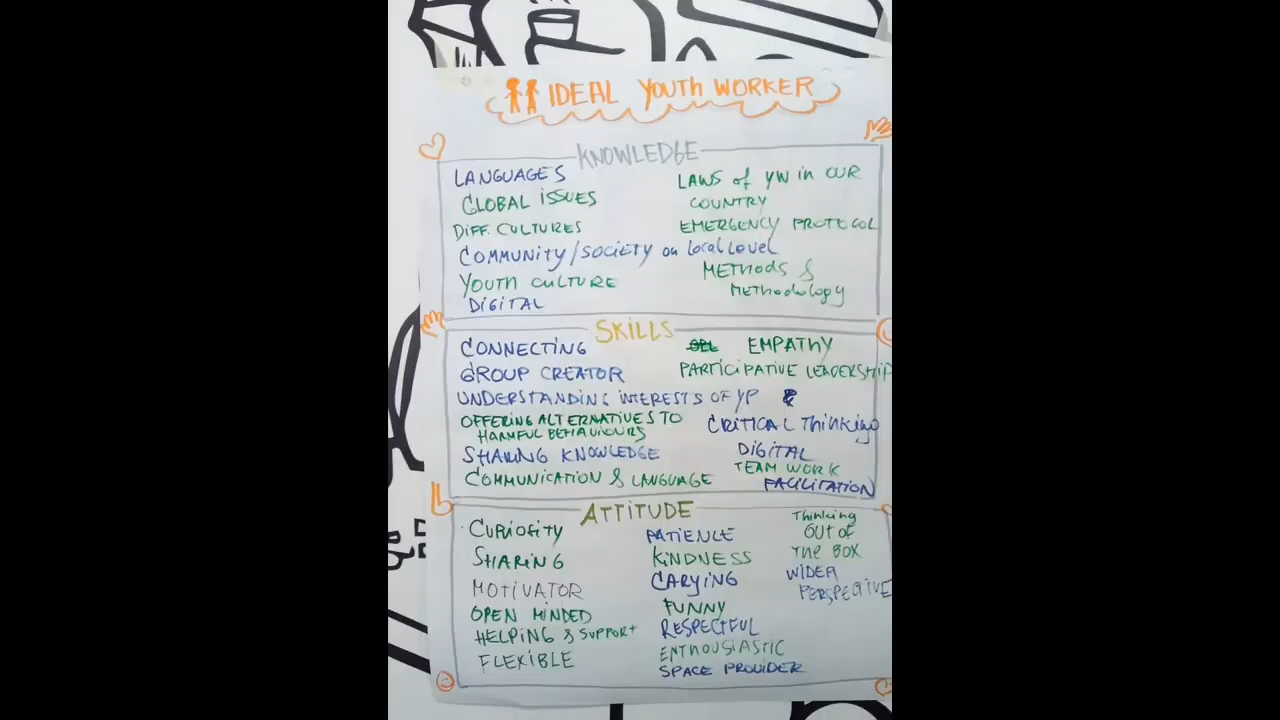 IDEAL YOUTH WORKER
KNOWLEDGE
LANGUAGES
GLOBAL ISSUES
DIFF. CULTURES
COMMUNITY/SOCIETY on local level
YOUTH CULTURE
DIGITAL
LAWS of YW in OUR
COUNTRY
EMERGENCY PROTOCOL
METHODS &
METHODOLOGY
SKILLS
CONNECTING
GROUP CREATOR
UNDERSTANDING INTERESTS OF YP
OFFERING ALTERNATIVES TO
HARMFUL BEHAVIOURS
SHARING KNOWLEDGE
COMMUNICATION & LANGUAGE
EMPATHY
PARTICIPATIVE LEADERSHIP
CRITICAL Thinking
DIGITAL
TEAM WORK
FACILITATION
ATTITUDE
CURIOSITY
SHARING
MOTIVATOR
OPEN MINDED
HELPING & SUPPORT
FLEXIBLE
PATIENCE
KINDNESS
CARYING
FUNNY
RESPECTFUL
ENTHOUSIASTIC
SPACE PROVIDER
Thinking
OUT OF
THE BOX
WIDER
PERSPECTIVE